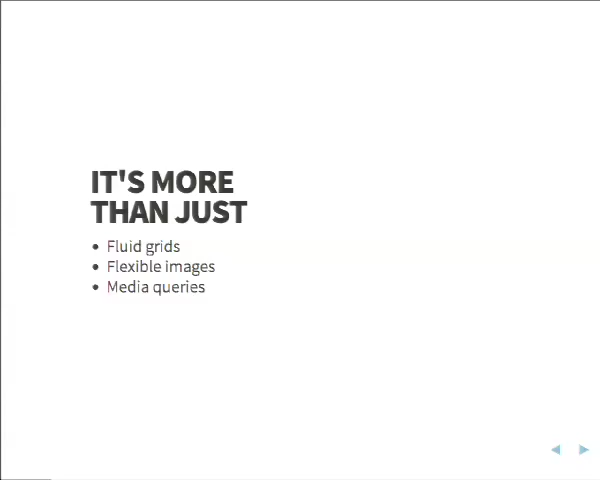 IT'S MORE
THAN JUST
• Fluid grids
• Flexible images
• Media queries